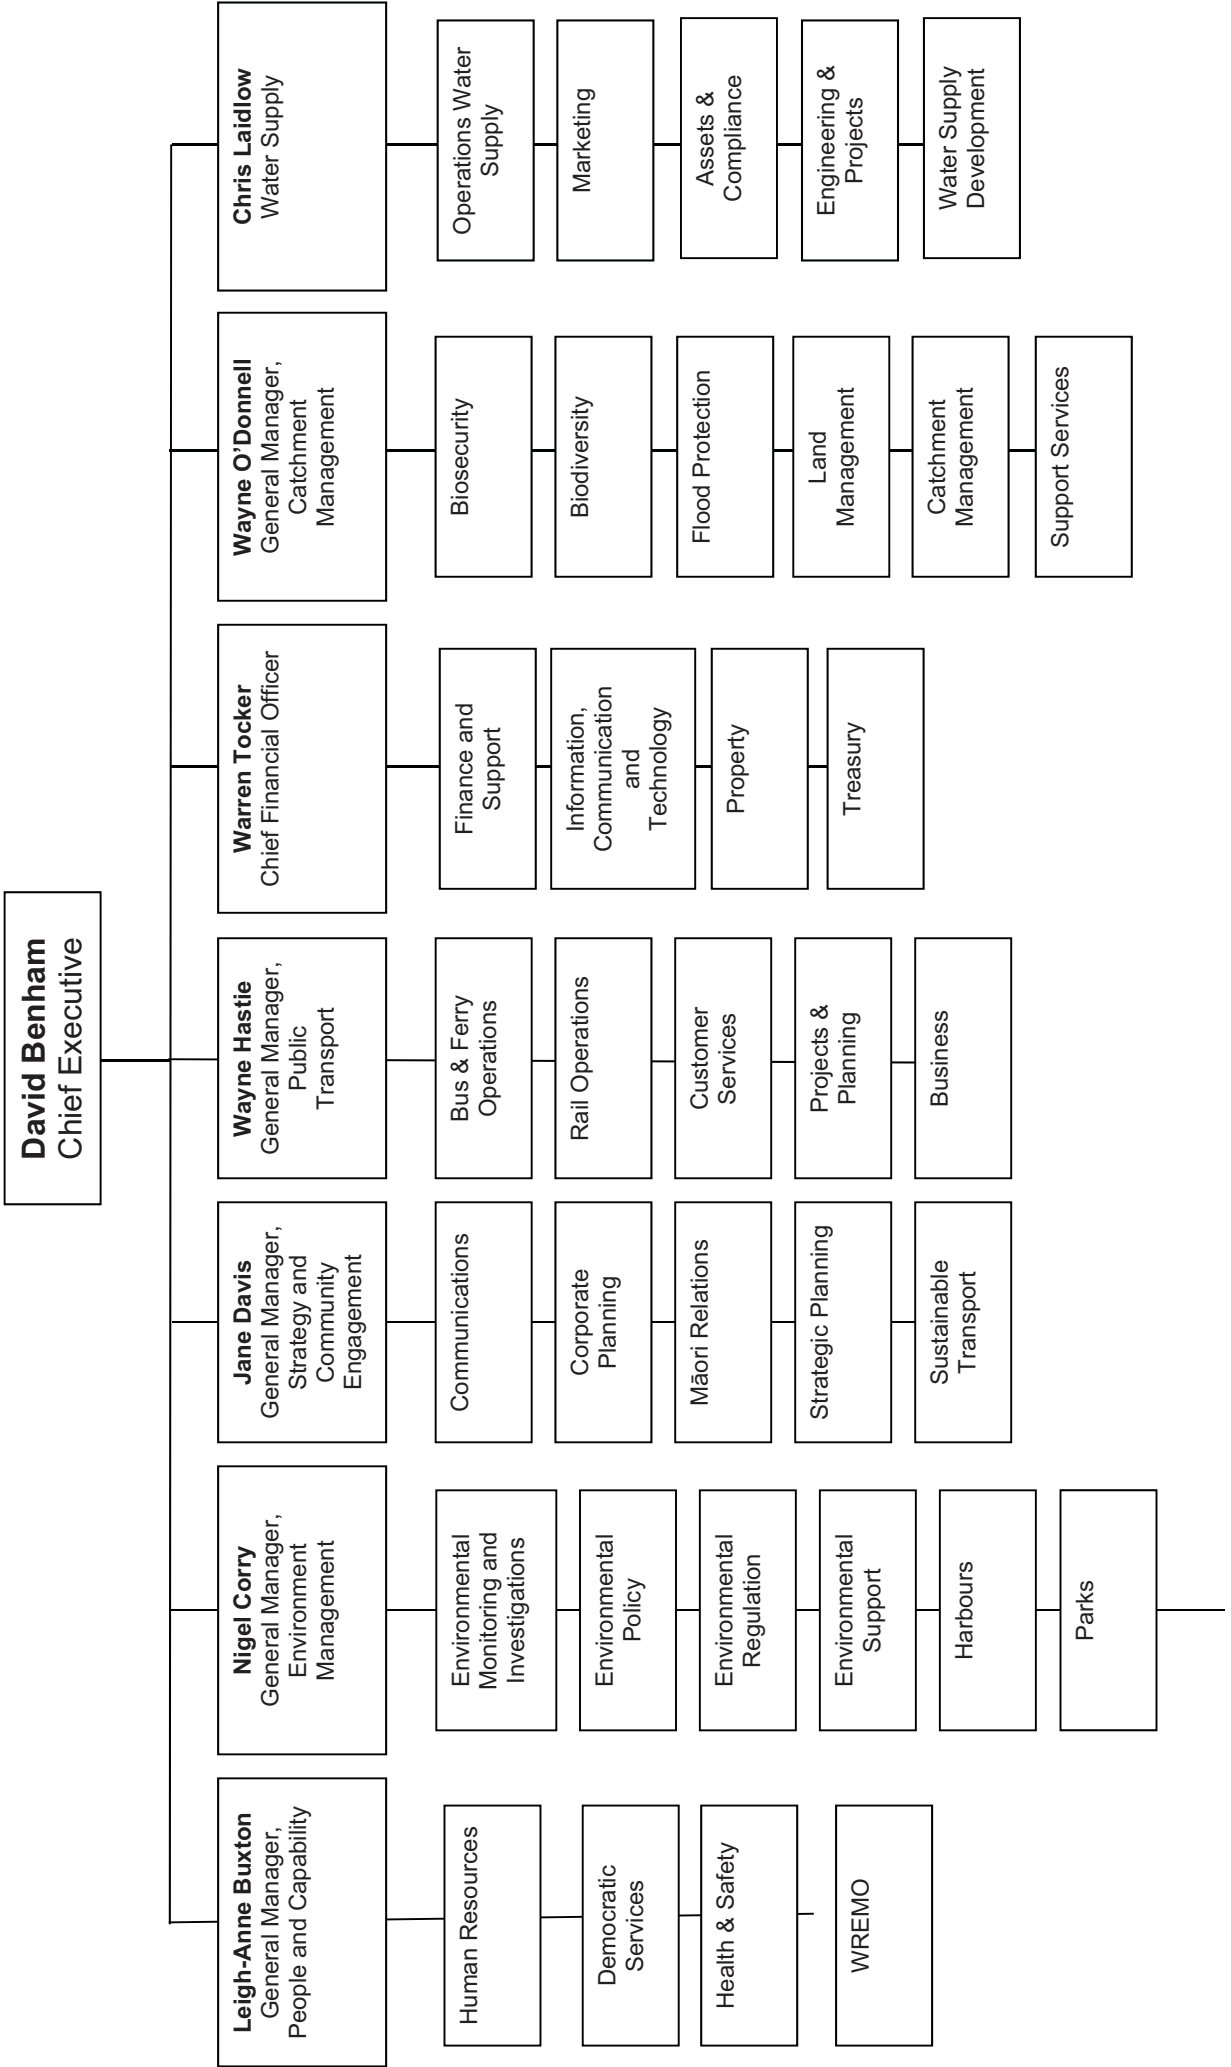 David Benham
Chief Executive
Leigh-Anne Buxton
General Manager,
People and Capability
Human Resources
Democratic
Services
Health & Safety
WREMO
Nigel Corry
General Manager,
Environment
Management
Environmental
Monitoring and
Investigations
Environmental
Policy
Environmental
Regulation
Environmental
Support
Harbours
Parks
Jane Davis
General Manager,
Strategy and
Community
Engagement
Communications
Corporate
Planning
Māori Relations
Strategic Planning
Sustainable
Transport
Wayne Hastie
General Manager,
Public
Transport
Bus & Ferry
Operations
Rail Operations
Customer
Services
Projects &
Planning
Business
Warren Tocker
Chief Financial Officer
Finance and
Support
Information,
Communication
and
Technology
Property
Treasury
Wayne O’Donnell
General Manager,
Catchment
Management
Biosecurity
Biodiversity
Flood Protection
Land
Management
Catchment
Management
Support Services
Chris Laidlow
Water Supply
Operations Water
Supply
Marketing
Assets &
Compliance
Engineering &
Projects
Water Supply
Development